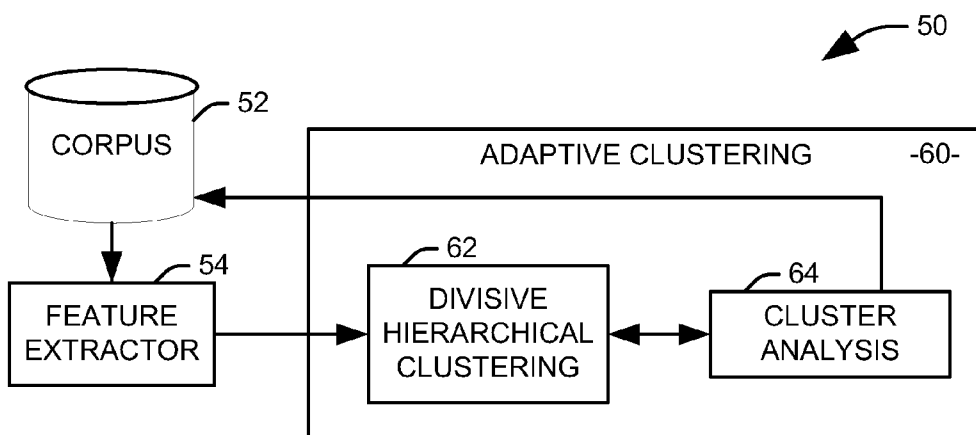 50
52
CORPUS
ADAPTIVE CLUSTERING -60-
54
FEATURE
EXTRACTOR
62
DIVISIVE
HIERARCHICAL
CLUSTERING
64
CLUSTER
ANALYSIS